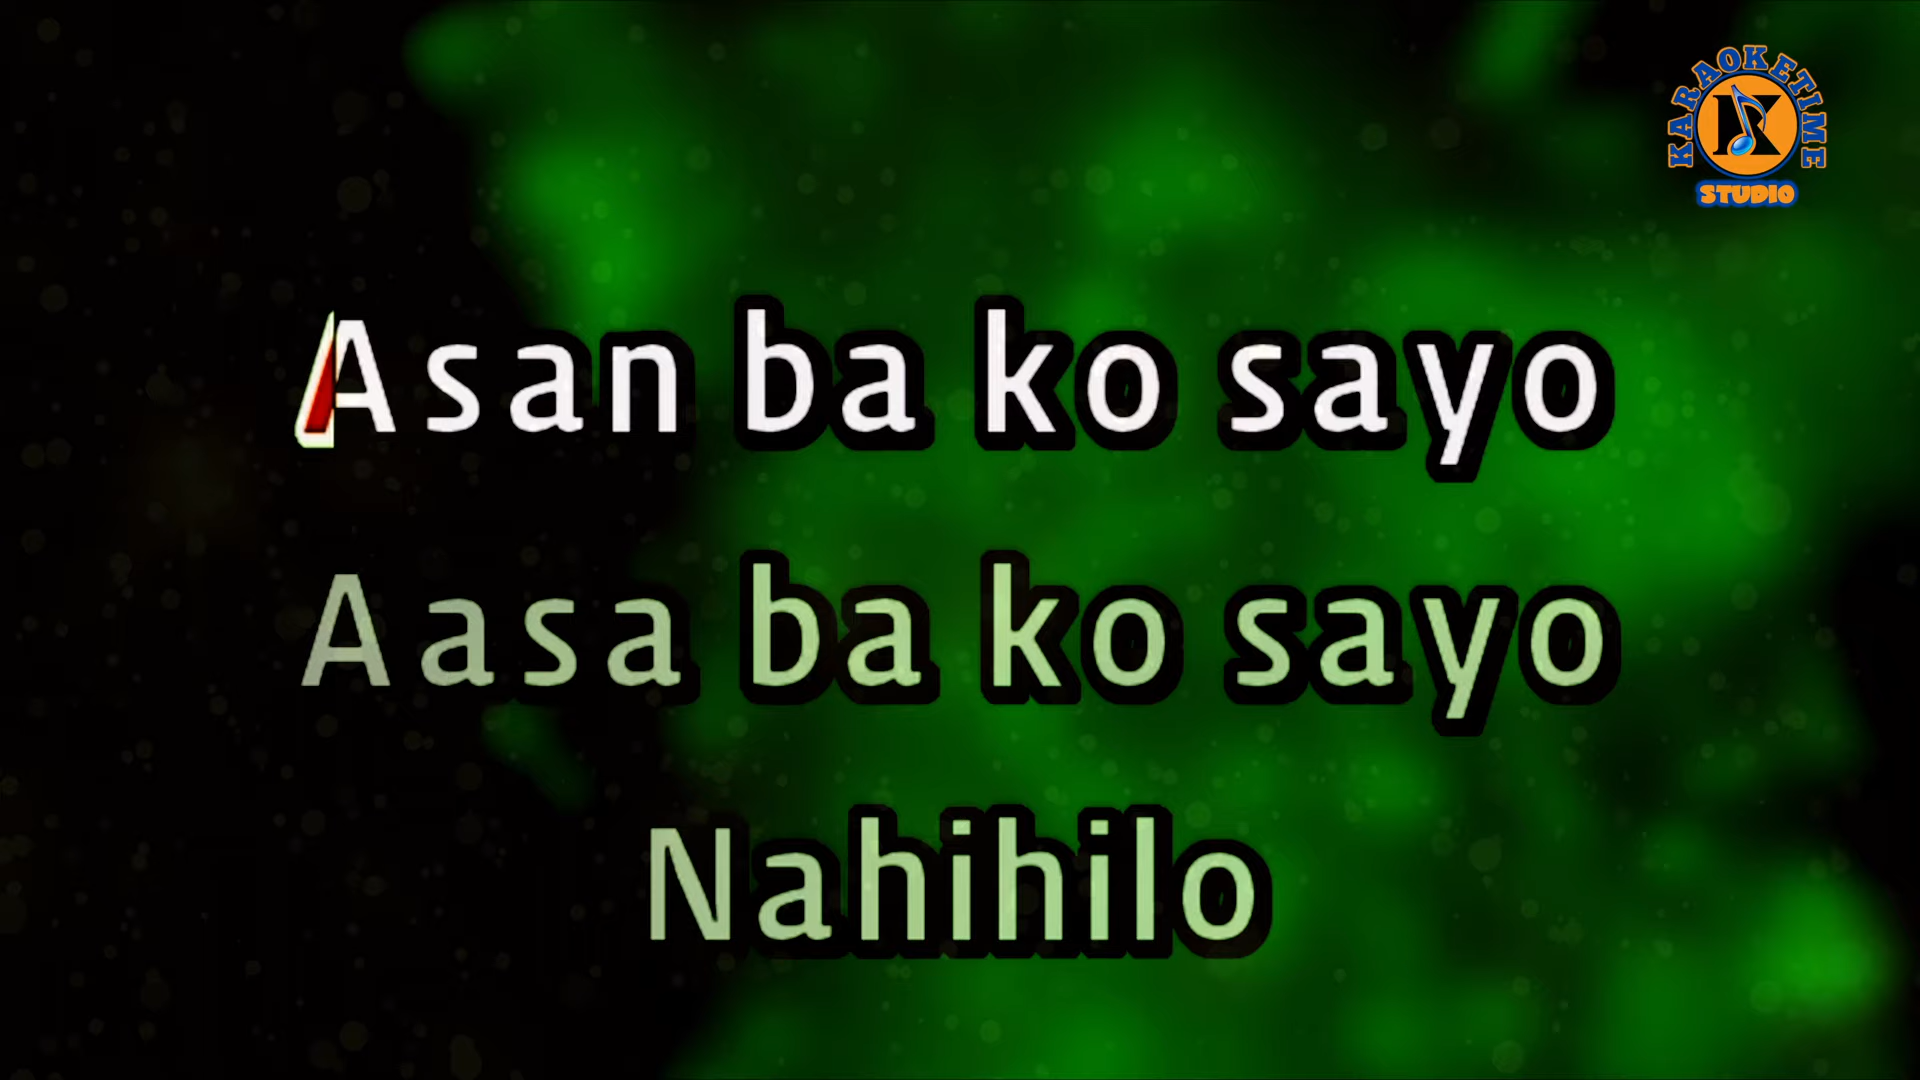 KARAOKETIME
K
STUDIO
Asan ba ko sayo
Aasa ba ko sayo
Nahihilo